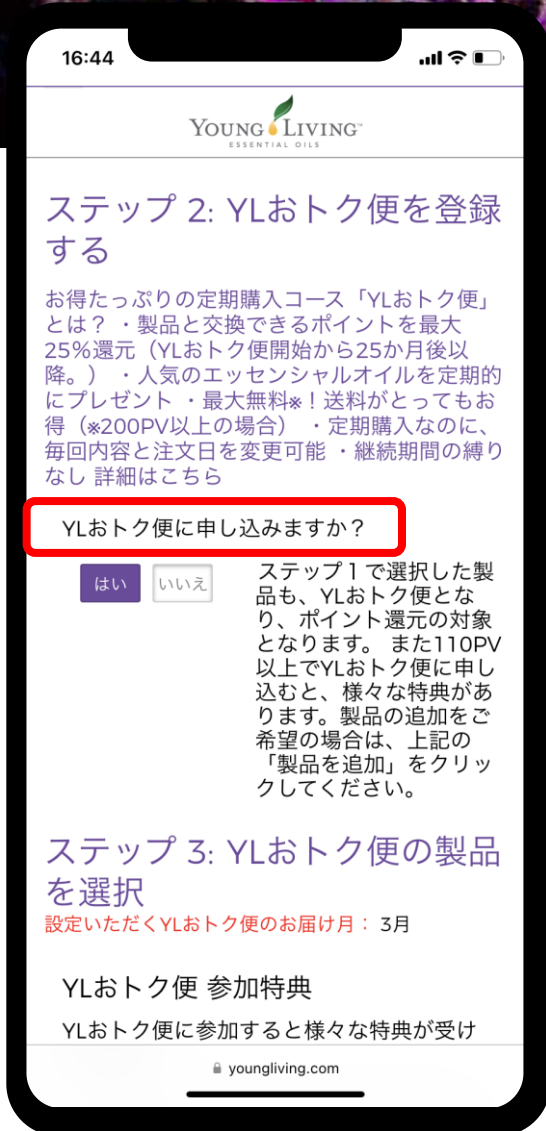 16:44
YOUNG LIVING™
ESSENTIAL OILS
ステップ 2: YLおトク便を登録
する
お得たっぷりの定期購入コース「YLおトク便」
とは？ ・製品と交換できるポイントを最大
25％還元（YLおトク便開始から25か月後以
降。） ・人気のエッセンシャルオイルを定期的
にプレゼント ・最大無料※！送料がとってもお
得（※200PV以上の場合） ・定期購入なのに、
毎回内容と注文日を変更可能 ・継続期間の縛り
なし 詳細はこちら
YLおトク便に申し込みますか？
はい いいえ
ステップ１で選択した製
品も、YLおトク便とな
り、ポイント還元の対象
となります。 また110PV
以上でYLおトク便に申し
込むと、様々な特典があ
ります。製品の追加をご
希望の場合は、上記の
「製品を追加」をクリッ
クしてください。
ステップ 3: YLおトク便の製品
を選択
設定いただくYLおトク便のお届け月： 3月
YLおトク便 参加特典
YLおトク便に参加すると様々な特典が受け
youngliving.com